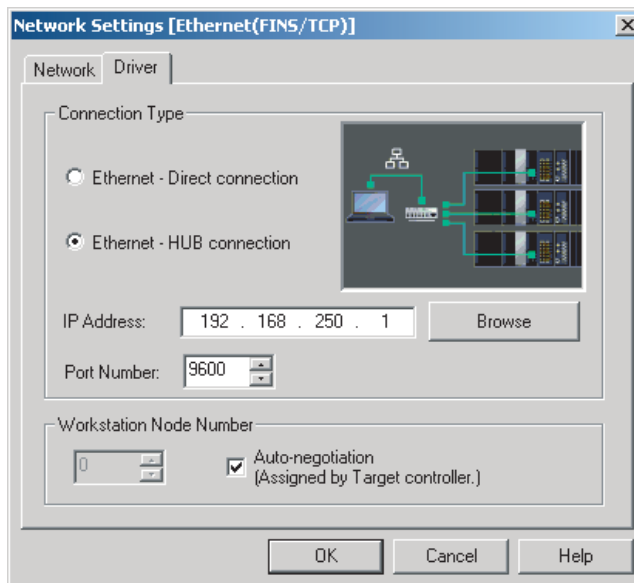 Network Settings [Ethernet(FINS/TCP)]
Network
Driver
Connection Type
Ethernet - Direct connection
Ethernet - HUB connection
IP Address:
192 . 168 . 250 . 1
Browse
Port Number:
9600
Workstation Node Number
0
Auto-negotiation
(Assigned by Target controller.)
OK
Cancel
Help